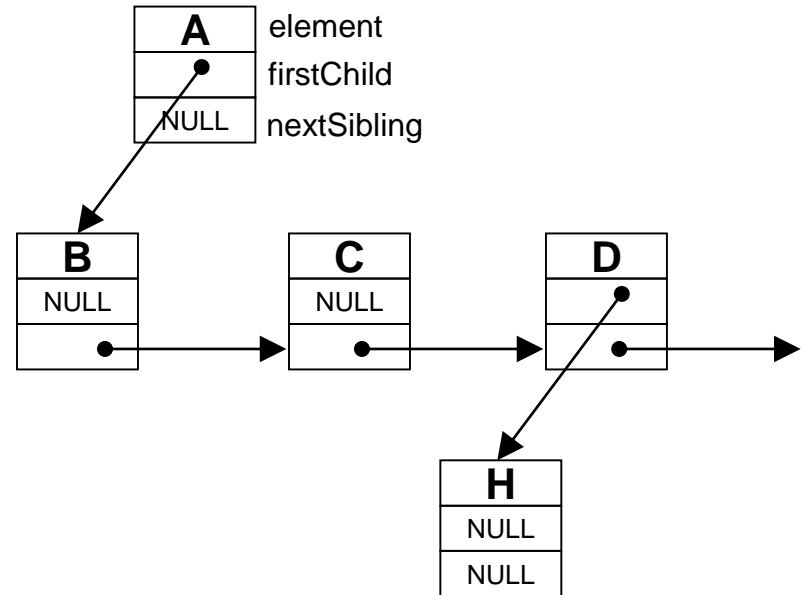 A element
firstChild
NULL nextSibling
B C D
NULL NULL
H
NULL
NULL